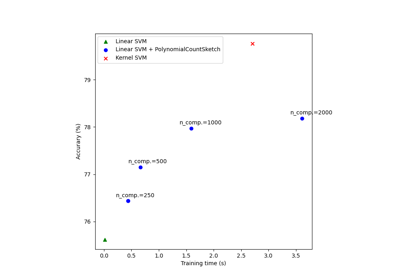 Linear SVM
Linear SVM + PolynomialCountSketch
Kernel SVM
79
78
77
76
n_comp.=2000
n_comp.=1000
n_comp.=500
n_comp.=250
Accurary (%)
0.0 0.5 1.0 1.5 2.0 2.5 3.0 3.5
Training time (s)